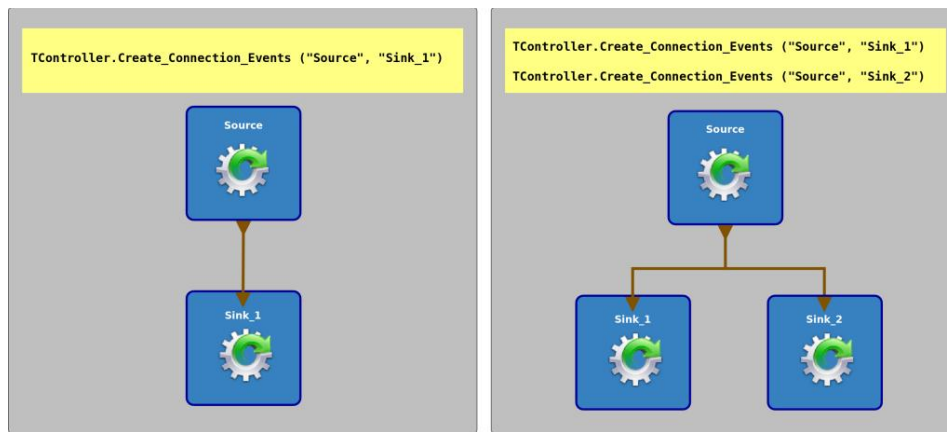 TController.Create_Connection_Events ("Source", "Sink_1")
Source
Sink_1
TController.Create_Connection_Events ("Source", "Sink_1")
TController.Create_Connection_Events ("Source", "Sink_2")
Source
Sink_1
Sink_2